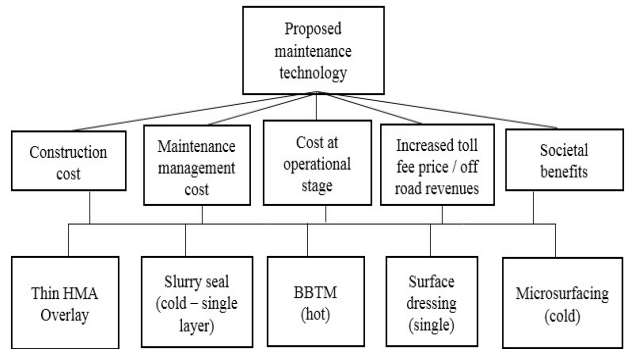 Proposed
maintenance
technology
Construction
cost
Maintenance
management
cost
Cost at
operational
stage
Increased toll
fee price / off
road revenues
Societal
benefits
Thin HMA
Overlay
Slurry seal
(cold – single
layer)
BBTM
(hot)
Surface
dressing
(single)
Microsurfacing
(cold)